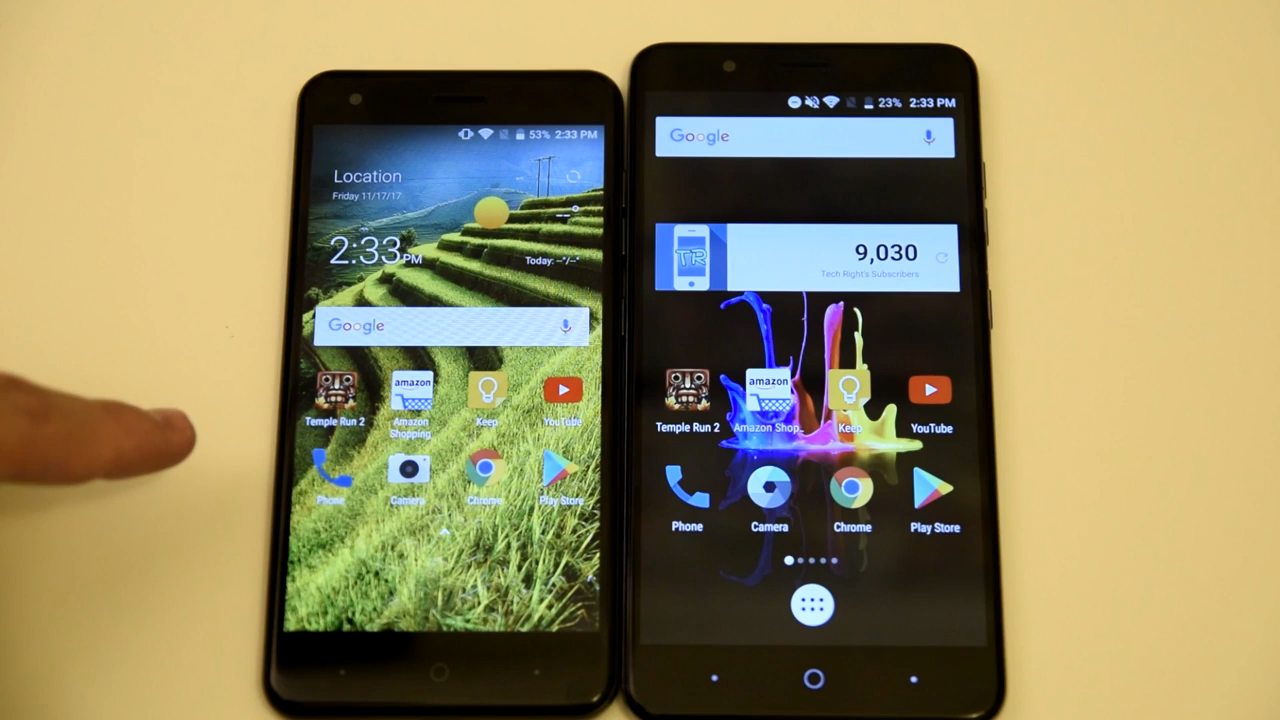 53% 2:33 PM
Location
Friday 11/17/17
2:33PM
Today: --°/--°
Google
Temple Run 2
amazon
Amazon Shopping
Keep
YouTube
Phone
Camera
Chrome
Play Store
23% 2:33 PM
Google
TR
9,030
Tech Right's Subscribers
Temple Run 2
amazon
Amazon Shop..
Keep
YouTube
Phone
Camera
Chrome
Play Store